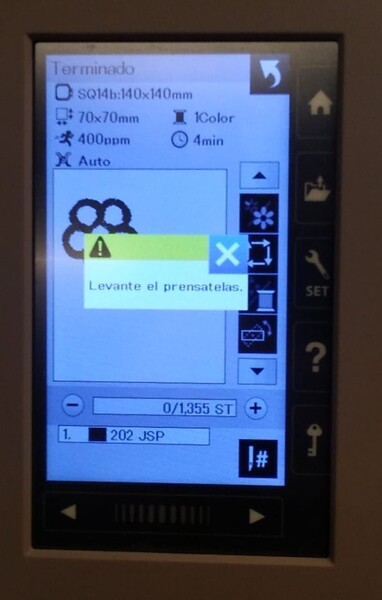 Terminado
SQ14b:140x140mm
70x70mm 1Color
400ppm 4min
Auto
Levante el prensatelas.
SET
?
0/1,355 ST
1. 202 JSP
#